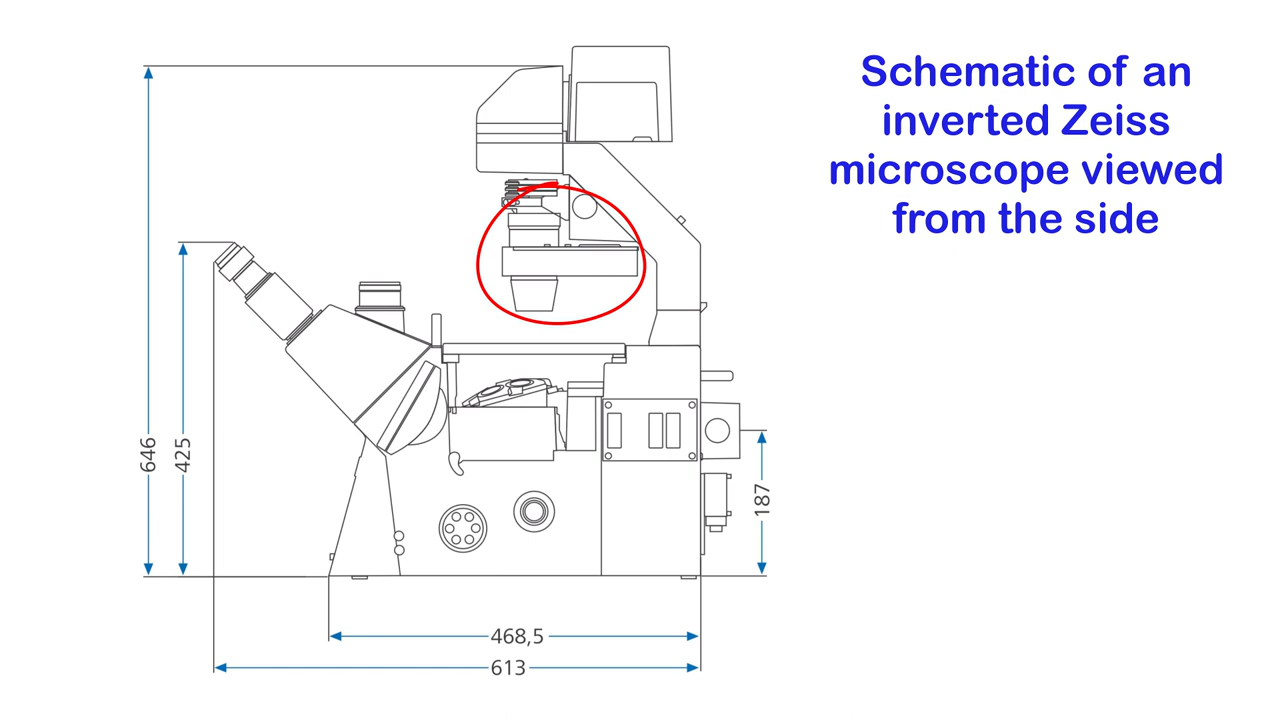 Schematic of an
inverted Zeiss
microscope viewed
from the side
646
425
187
468,5
613